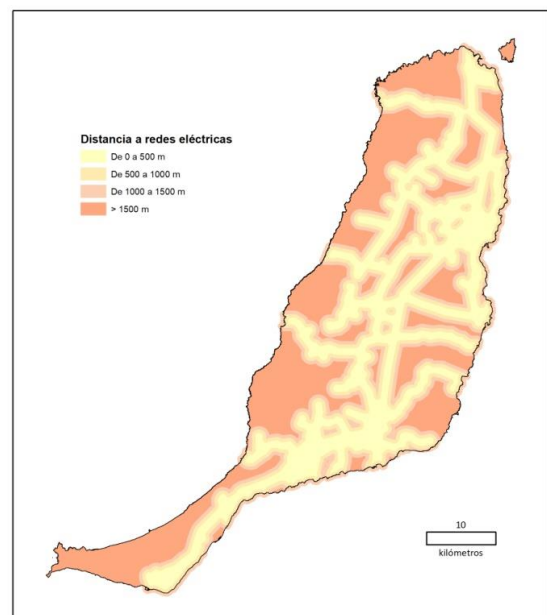 Distancia a redes eléctricas
De 0 a 500 m
De 500 a 1000 m
De 1000 a 1500 m
> 1500 m
10
kilómetros